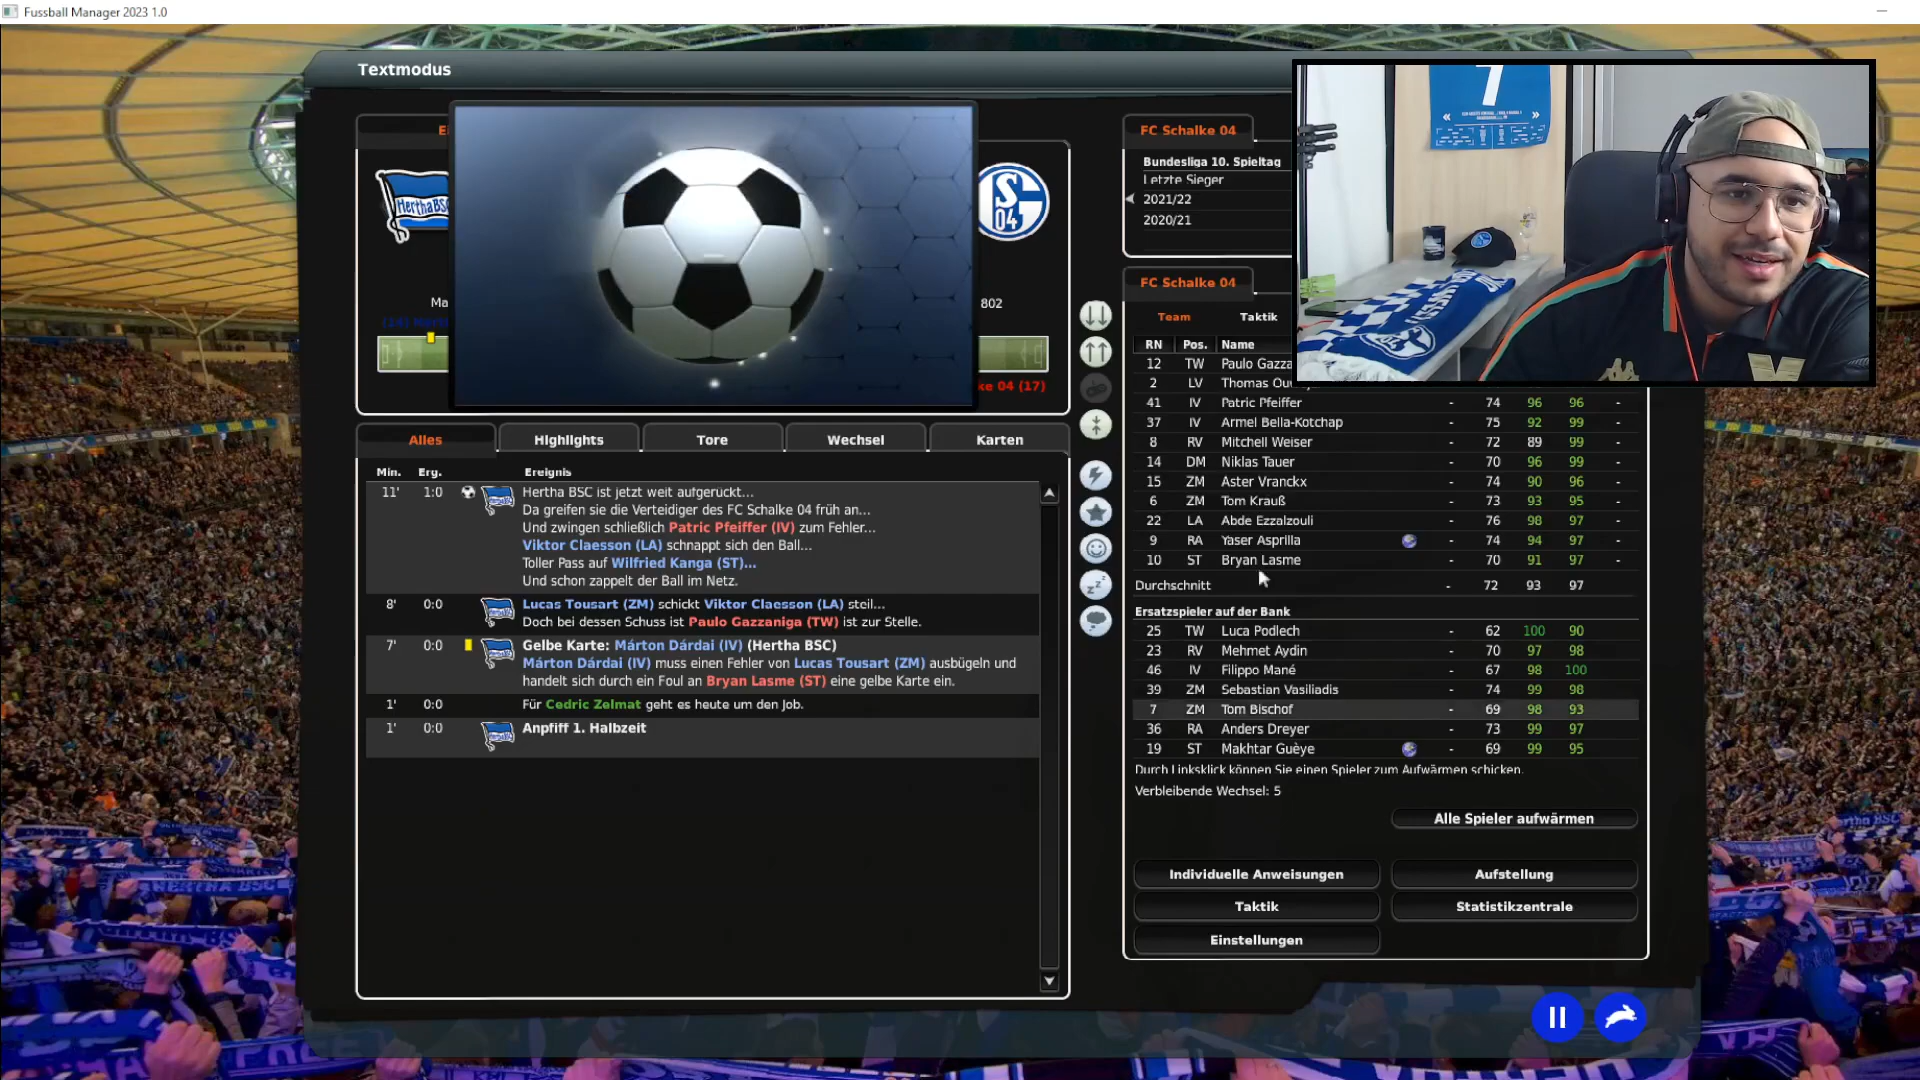 Fussball Manager 2023 1.0
Textmodus
Hertha BSC
S04
Ma
802
ke 04 (17)
Alles
Highlights
Tore
Wechsel
Karten
Min. Erg. Ereignis
11' 1:0 Hertha BSC ist jetzt weit aufgerückt...
Da greifen sie die Verteidiger des FC Schalke 04 früh an...
Und zwingen schließlich Patric Pfeiffer (IV) zum Fehler...
Viktor Claesson (LA) schnappt sich den Ball...
Toller Pass auf Wilfried Kanga (ST)...
Und schon zappelt der Ball im Netz.
8' 0:0 Lucas Tousart (ZM) schickt Viktor Claesson (LA) steil...
Doch bei dessen Schuss ist Paulo Gazzaniga (TW) ist zur Stelle.
7' 0:0 Gelbe Karte: Márton Dárdai (IV) (Hertha BSC)
Márton Dárdai (IV) muss einen Fehler von Lucas Tousart (ZM) ausbügeln und
handelt sich durch ein Foul an Bryan Lasme (ST) eine gelbe Karte ein.
1' 0:0 Für Cedric Zelmat geht es heute um den Job.
1' 0:0 Anpfiff 1. Halbzeit
FC Schalke 04
Bundesliga 10. Spieltag
Letzte Sieger
2021/22
2020/21
FC Schalke 04
Team Taktik
RN Pos. Name
12 TW Paulo Gazza
2 LV Thomas Ou
41 IV Patric Pfeiffer - 74 96 96 -
37 IV Armel Bella-Kotchap - 75 92 99 -
8 RV Mitchell Weiser - 72 89 99 -
14 DM Niklas Tauer - 70 96 99 -
15 ZM Aster Vranckx - 74 90 96 -
6 ZM Tom Krauß - 73 93 95 -
22 LA Abde Ezzalzouli - 76 98 97 -
9 RA Yaser Asprilla - 74 94 97 -
10 ST Bryan Lasme - 70 91 97 -
Durchschnitt - 72 93 97
Ersatzspieler auf der Bank
25 TW Luca Podlech - 62 100 90
23 RV Mehmet Aydin - 70 97 98
46 IV Filippo Mané - 67 98 100
39 ZM Sebastian Vasiliadis - 74 99 98
7 ZM Tom Bischof - 69 98 93
36 RA Anders Dreyer - 73 99 97
19 ST Makhtar Guèye - 69 99 95
Durch Linksklick können Sie einen Spieler zum Aufwärmen schicken.
Verbleibende Wechsel: 5
Alle Spieler aufwärmen
Individuelle Anweisungen
Aufstellung
Taktik
Statistikzentrale
Einstellungen
7